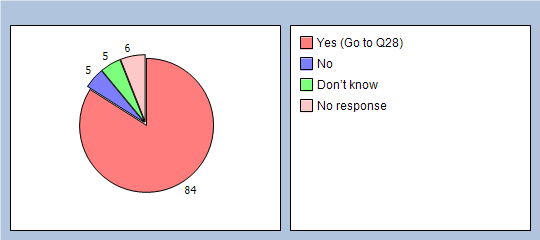 6
5
5
84
Yes (Go to Q28)
No
Don't know
No response